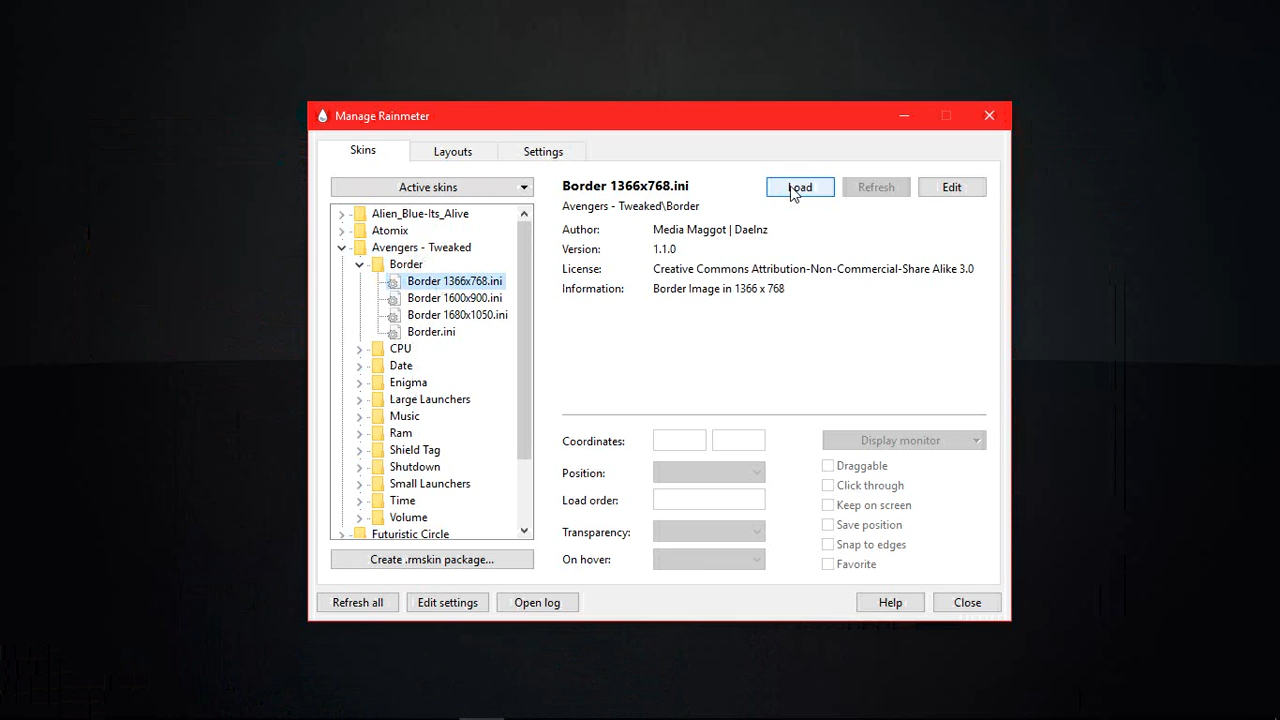 Manage Rainmeter
Skins
Layouts
Settings
Active skins
Alien_Blue-Its_Alive
Atomix
Avengers - Tweaked
Border
Border 1366x768.ini
Border 1600x900.ini
Border 1680x1050.ini
Border.ini
CPU
Date
Enigma
Large Launchers
Music
Ram
Shield Tag
Shutdown
Small Launchers
Time
Volume
Futuristic Circle
Create .rmskin package...
Border 1366x768.ini
Load
Refresh
Edit
Avengers - Tweaked\Border
Author: Media Maggot | Daelnz
Version: 1.1.0
License: Creative Commons Attribution-Non-Commercial-Share Alike 3.0
Information: Border Image in 1366 x 768
Coordinates:
Position:
Load order:
Transparency:
On hover:
Display monitor
Draggable
Click through
Keep on screen
Save position
Snap to edges
Favorite
Refresh all
Edit settings
Open log
Help
Close